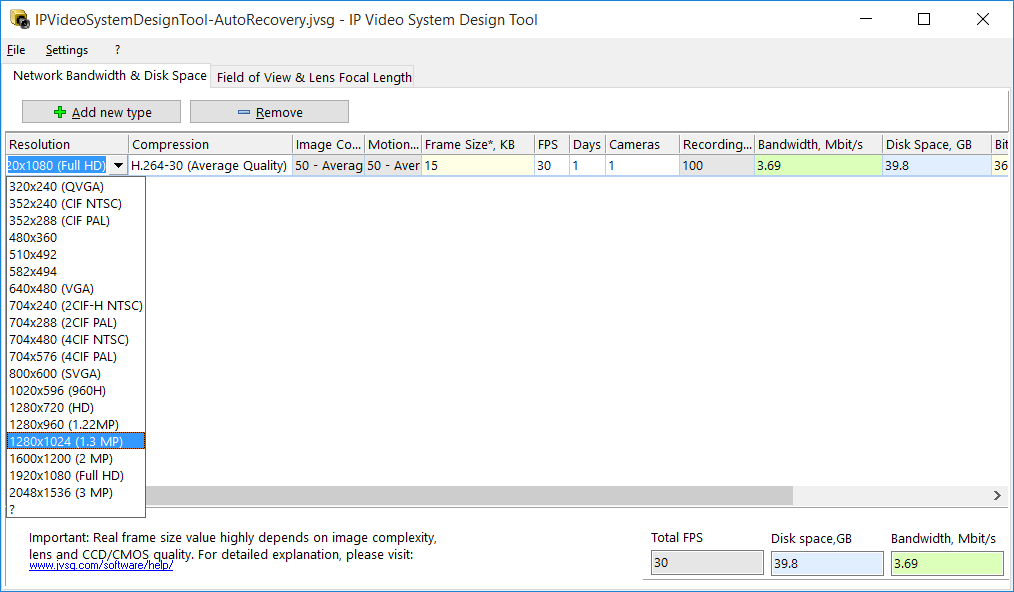 IPVideoSystemDesignTool-AutoRecovery.jvsg - IP Video System Design Tool
File Settings ?
Network Bandwidth & Disk Space Field of View & Lens Focal Length
Add new type Remove
Resolution Compression Image Co... Motion... Frame Size*, KB FPS Days Cameras Recording... Bandwidth, Mbit/s Disk Space, GB Bit
20x1080 (Full HD) H.264-30 (Average Quality) 50 - Averag 50 - Aver 15 30 1 1 100 3.69 39.8 36
320x240 (QVGA)
352x240 (CIF NTSC)
352x288 (CIF PAL)
480x360
510x492
582x494
640x480 (VGA)
704x240 (2CIF-H NTSC)
704x288 (2CIF PAL)
704x480 (4CIF NTSC)
704x576 (4CIF PAL)
800x600 (SVGA)
1020x596 (960H)
1280x720 (HD)
1280x960 (1.22MP)
1280x1024 (1.3 MP)
1600x1200 (2 MP)
1920x1080 (Full HD)
2048x1536 (3 MP)
?
Important: Real frame size value highly depends on image complexity,
lens and CCD/CMOS quality. For detailed explanation, please visit:
www.jvsg.com/software/help/
Total FPS Disk space,GB Bandwidth, Mbit/s
30 39.8 3.69